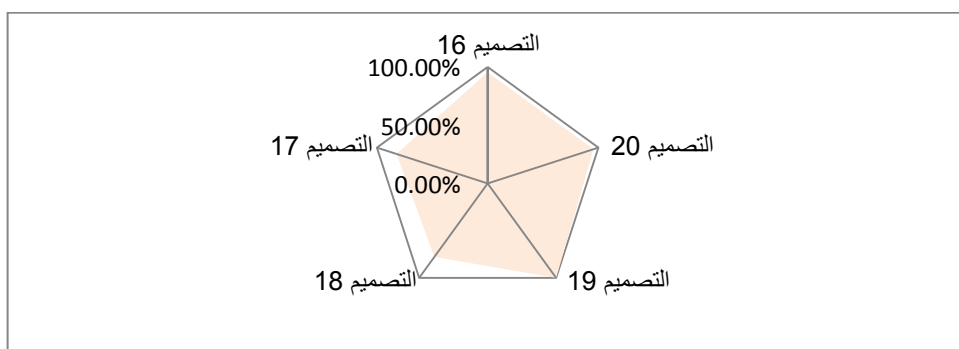 التصميم 16
100.00%
50.00%
0.00%
التصميم 20
التصميم 17
التصميم 19
التصميم 18